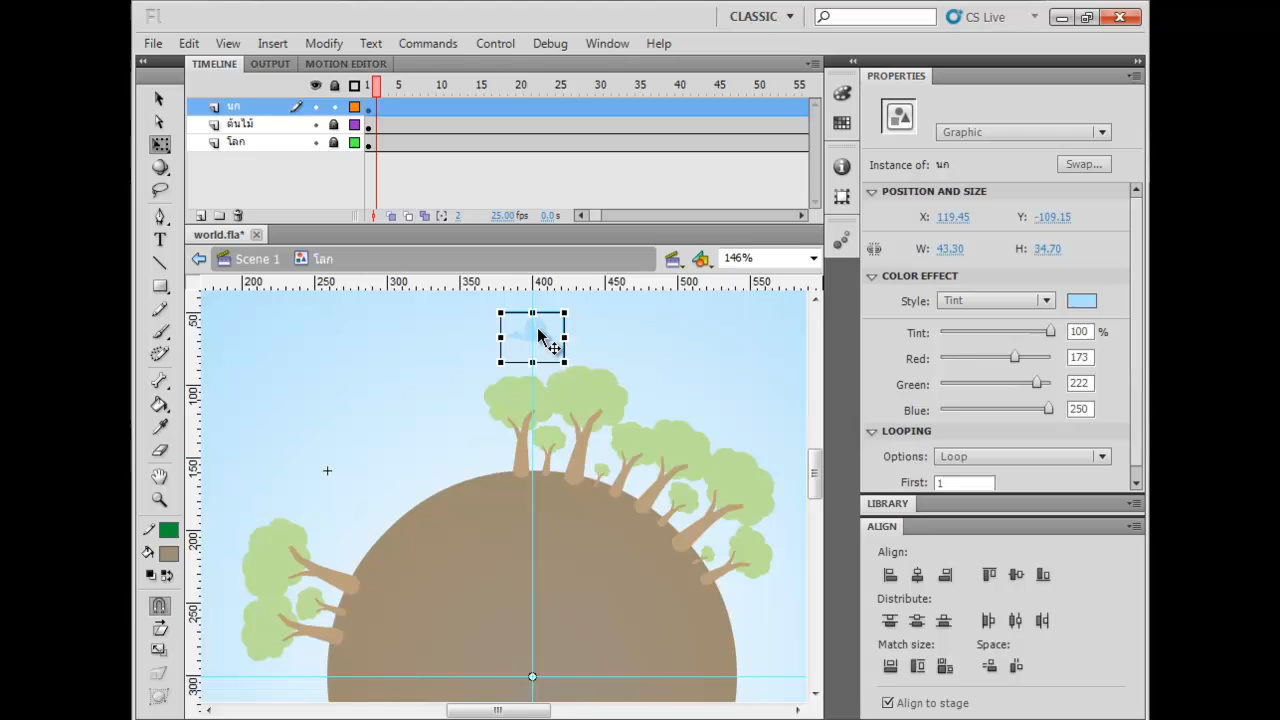 Fl
CLASSIC
CS Live
File Edit View Insert Modify Text Commands Control Debug Window Help
TIMELINE OUTPUT MOTION EDITOR
1 5 10 15 20 25 30 35 40 45 50 55
นก
ต้นไม้
โลก
2 25.00 fps 0.0 s
world.fla*
Scene 1 โลก 146%
200 250 300 350 400 450 500 550
50
100
150
200
250
300
PROPERTIES
Graphic
Instance of: นก Swap...
POSITION AND SIZE
X: 119.45 Y: -109.15
W: 43.30 H: 34.70
COLOR EFFECT
Style: Tint
Tint: 100 %
Red: 173
Green: 222
Blue: 250
LOOPING
Options: Loop
First: 1
LIBRARY
ALIGN
Align:
Distribute:
Match size: Space:
Align to stage